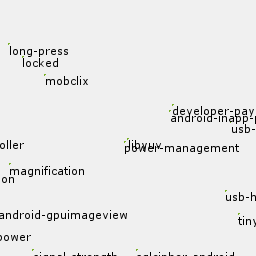 long-press
locked
mobclix
developer-pay
android-inapp-p
usb-
libyuv
oller
power-management
magnification
on
usb-h
android-gpuimageview
tiny
power
signal-strength
sqlcipher-android